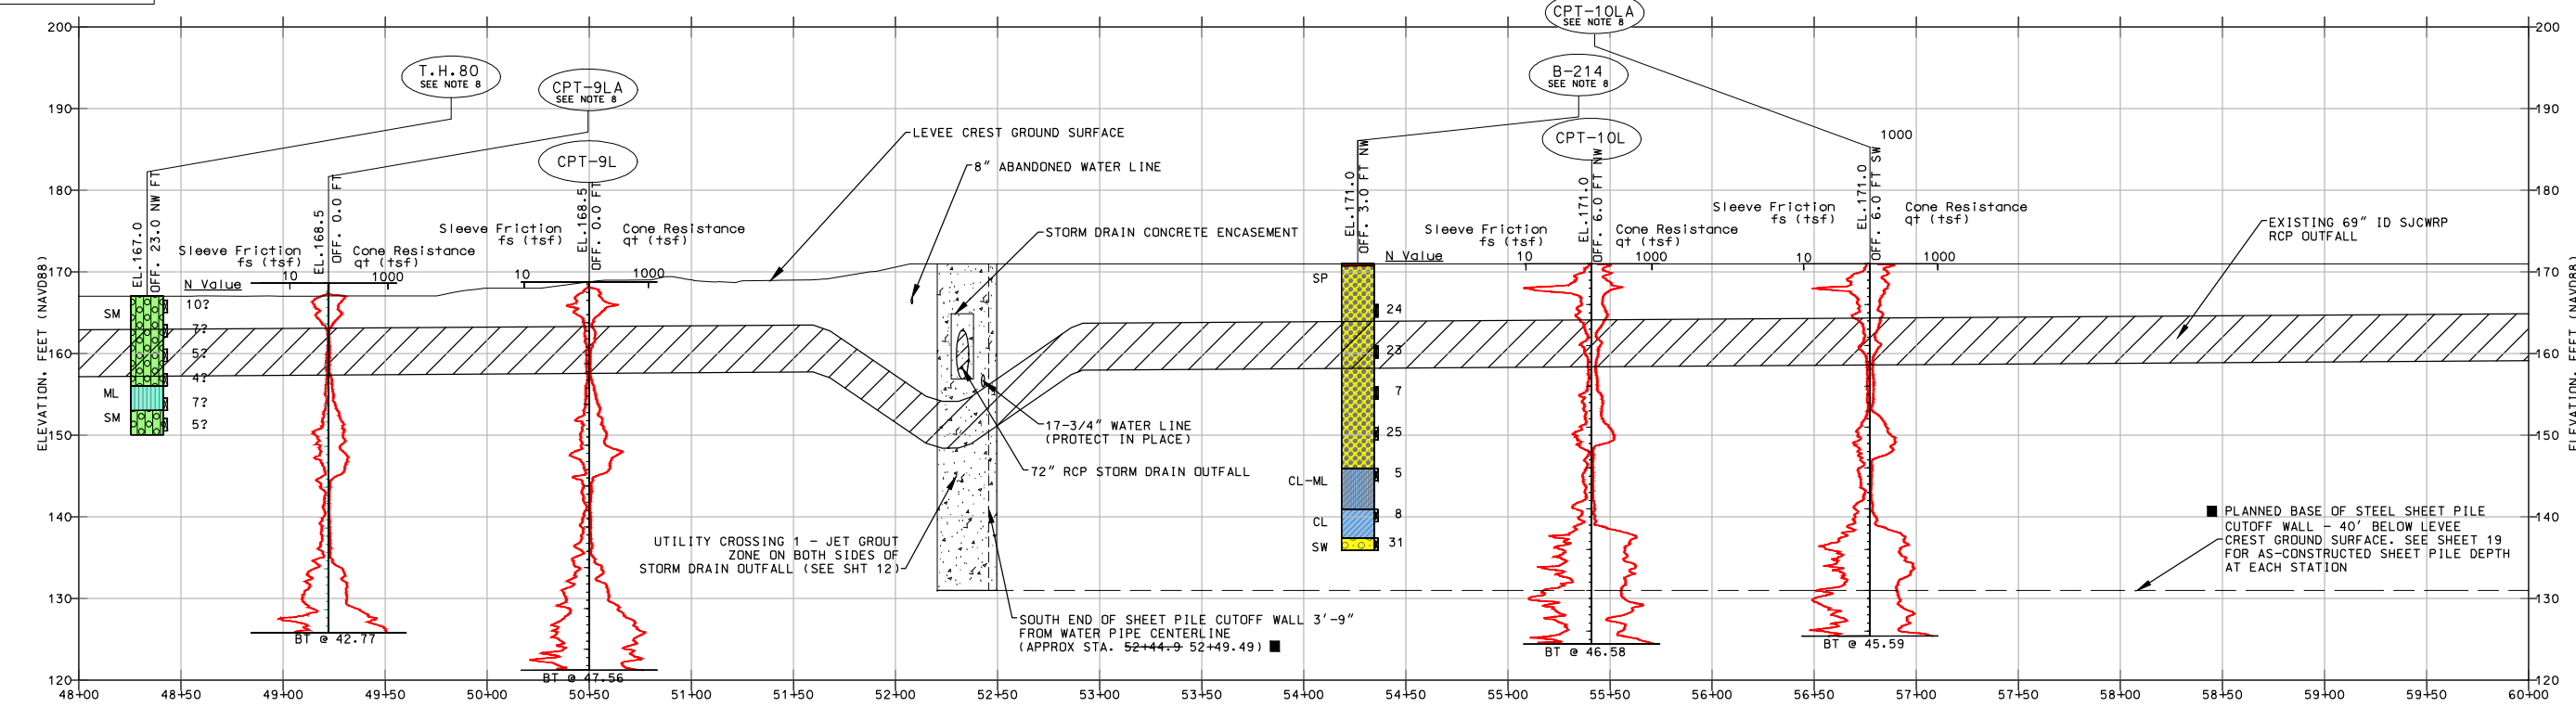 CPT-10LA
SEE NOTE 8
200
200
T.H.80
SEE NOTE 8
CPT-9LA
SEE NOTE 8
B-214
SEE NOTE 8
190
190
LEVEE CREST GROUND SURFACE
CPT-10L
1000
CPT-9L
8" ABANDONED WATER LINE
180
180
EL.167.0
OFF. 23.0 NW FT
EL.168.5
OFF. 0.0 FT
EL.168.5
OFF. 0.0 FT
EL.171.0
OFF. 3.0 FT NW
EL.171.0
OFF. 6.0 FT NW
EL.171.0
OFF. 6.0 FT SW
Sleeve Friction
fs (tsf)
Cone Resistance
qt (tsf)
Sleeve Friction
fs (tsf)
Cone Resistance
qt (tsf)
Sleeve Friction
fs (tsf)
Cone Resistance
qt (tsf)
Sleeve Friction
fs (tsf)
Cone Resistance
qt (tsf)
EXISTING 69" ID SJCWRP
RCP OUTFALL
STORM DRAIN CONCRETE ENCASEMENT
N Value
N Value
10
1000
10
1000
10
1000
10
1000
170
170
SP
10?
SM
24
7?
160
5?
23
160
4?
ML
7
7?
SM
5?
17-3/4" WATER LINE
(PROTECT IN PLACE)
25
150
150
72" RCP STORM DRAIN OUTFALL
5
CL-ML
140
8
140
CL
31
SW
UTILITY CROSSING 1 - JET GROUT
ZONE ON BOTH SIDES OF
STORM DRAIN OUTFALL (SEE SHT 12)
PLANNED BASE OF STEEL SHEET PILE
CUTOFF WALL - 40' BELOW LEVEE
CREST GROUND SURFACE. SEE SHEET 19
FOR AS-CONSTRUCTED SHEET PILE DEPTH
AT EACH STATION
130
130
SOUTH END OF SHEET PILE CUTOFF WALL 3'-9"
FROM WATER PIPE CENTERLINE
(APPROX STA. 52+44.9 52+49.49)
BT @ 42.77
BT @ 47.56
BT @ 46.58
BT @ 45.59
120
120
ELEVATION, FEET (NAVD88)
ELEVATION, FEET (NAVD88)
48+00 48+50 49+00 49+50 50+00 50+50 51+00 51+50 52+00 52+50 53+00 53+50 54+00 54+50 55+00 55+50 56+00 56+50 57+00 57+50 58+00 58+50 59+00 59+50 60+00